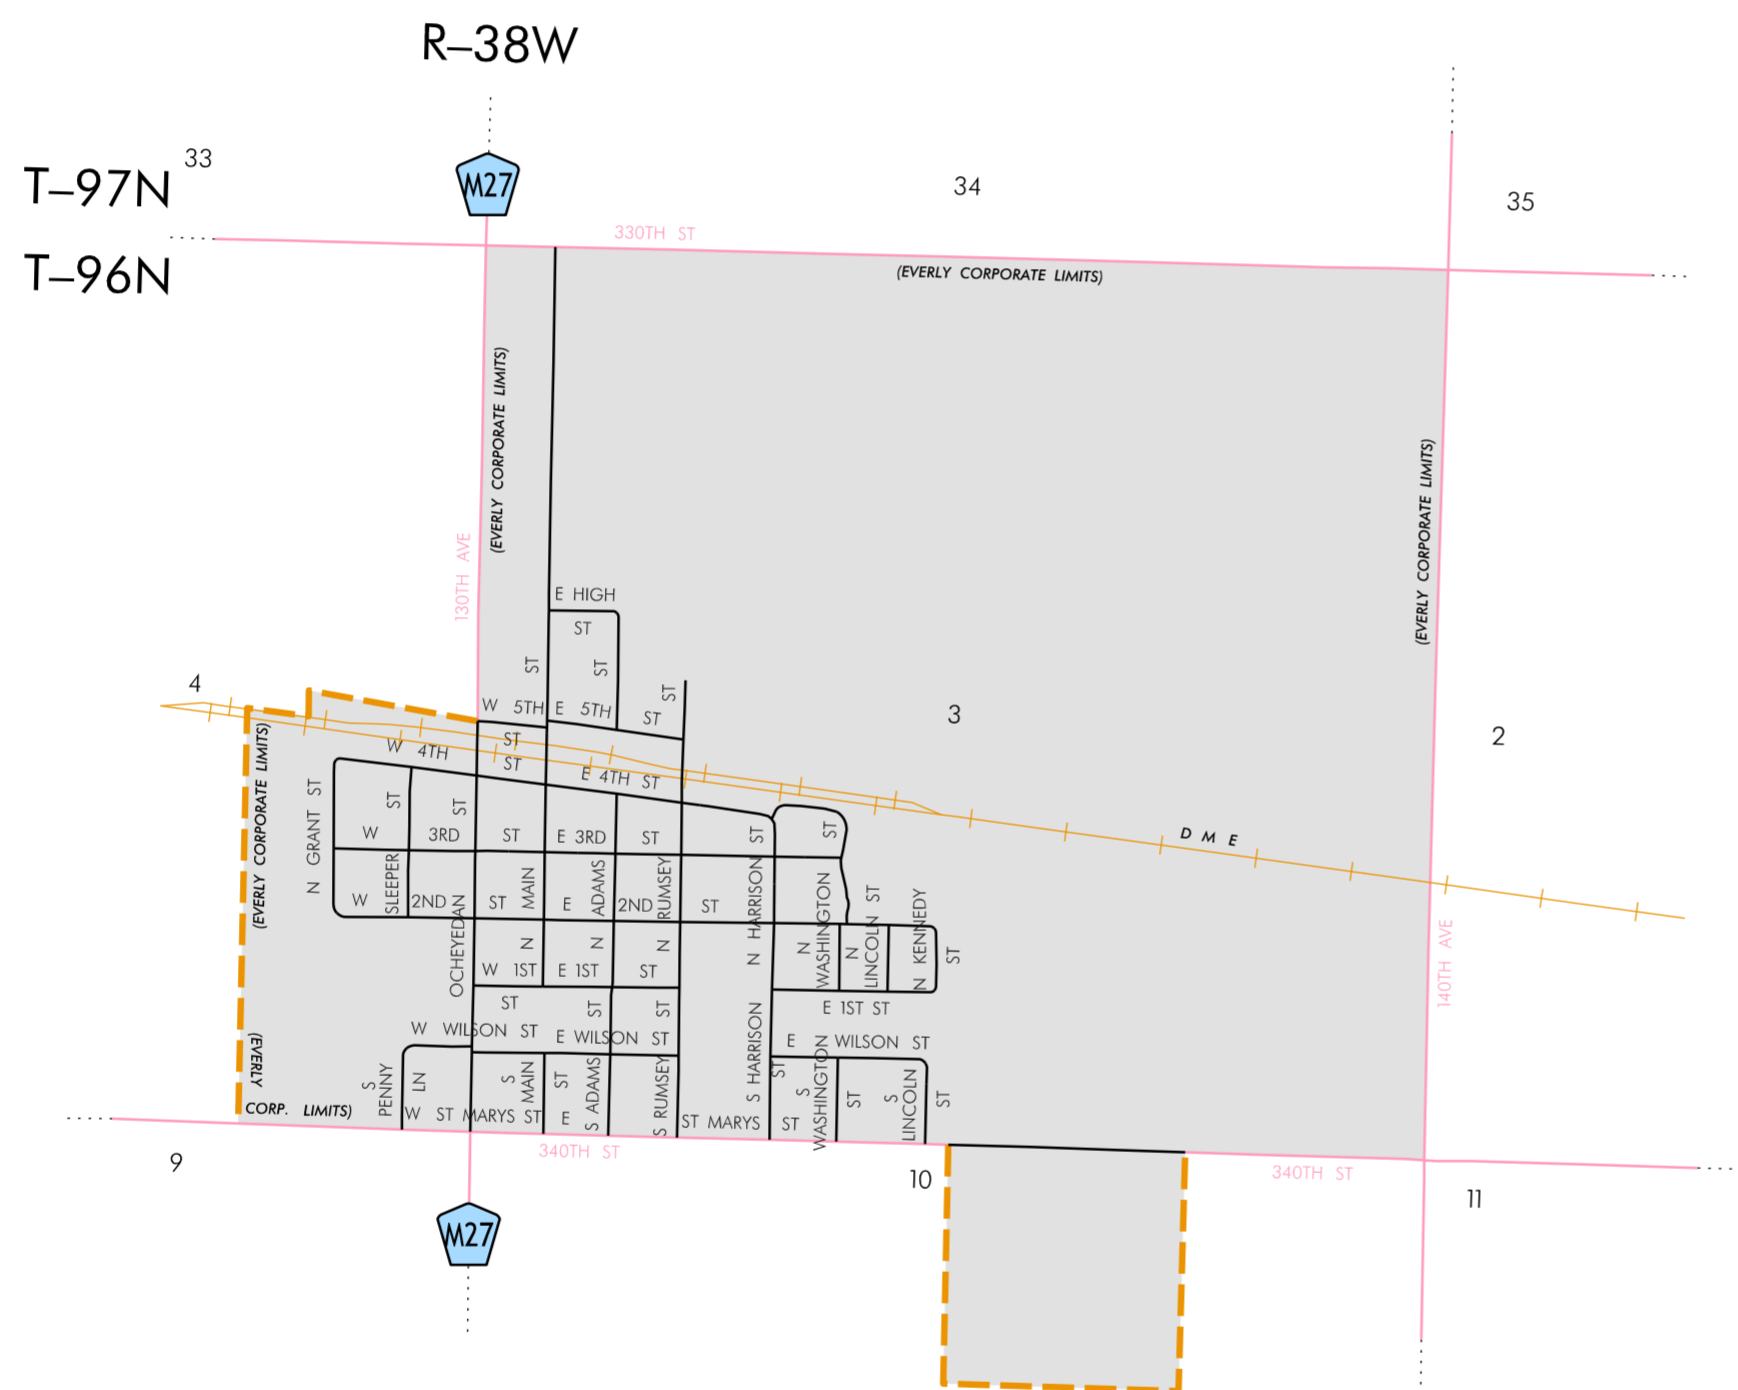 R–38W
33
T–97N
M27
34
35
330TH ST
T–96N
(EVERLY CORPORATE LIMITS)
(EVERLY CORPORATE LIMITS)
(EVERLY CORPORATE LIMITS)
130TH AVE
E HIGH
ST
ST
ST
ST
4
W 5TH
ST
E 5TH
ST
3
2
(EVERLY CORPORATE LIMITS)
W 4TH
ST
E 4TH ST
D M E
N GRANT ST
SLEEPER ST
OCHEYEDAN ST
W 3RD ST
E 3RD ST
N MAIN
N ADAMS
N RUMSEY
N HARRISON ST
N WASHINGTON ST
N LINCOLN ST
N KENNEDY ST
W 2ND ST
E 2ND ST
140TH AVE
W 1ST
ST
E 1ST ST
E 1ST ST
W WILSON ST
E WILSON ST
E WILSON ST
(EVERLY
CORP. LIMITS)
S PENNY LN
S MAIN ST
S ADAMS ST
S RUMSEY ST
S HARRISON ST
S WASHINGTON ST
S LINCOLN ST
W ST MARYS ST
E ST MARYS ST
340TH ST
340TH ST
9
10
11
M27